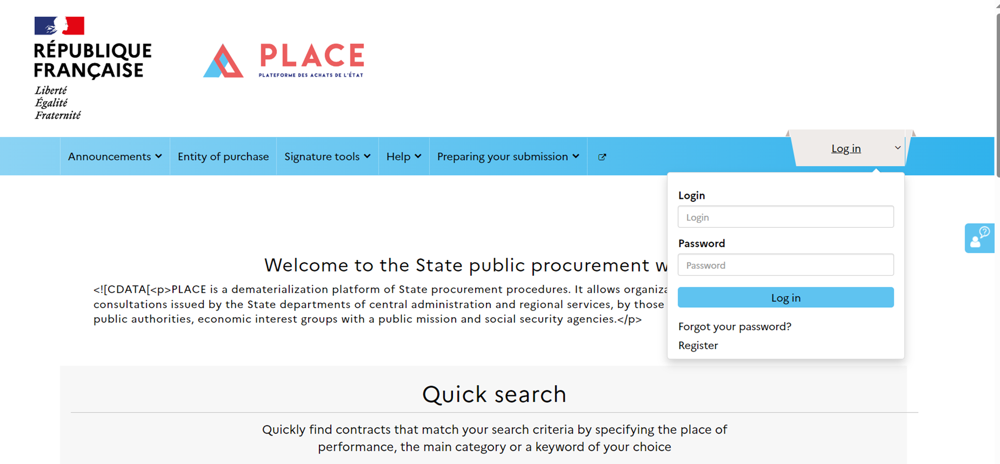 RÉPUBLIQUE
FRANÇAISE
Liberté
Égalité
Fraternité
PLACE
PLATEFORME DES ACHATS DE L'ÉTAT
Announcements
Entity of purchase
Signature tools
Help
Preparing your submission
Log in
Login
Login
Password
Password
Log in
Forgot your password?
Register
Welcome to the State public procurement
<![CDATA[<p>PLACE is a dematerialization platform of State procurement procedures. It allows
consultations issued by the State departments of central administration and regional services, by those
public authorities, economic interest groups with a public mission and social security agencies.</p>
Quick search
Quickly find contracts that match your search criteria by specifying the place of
performance, the main category or a keyword of your choice